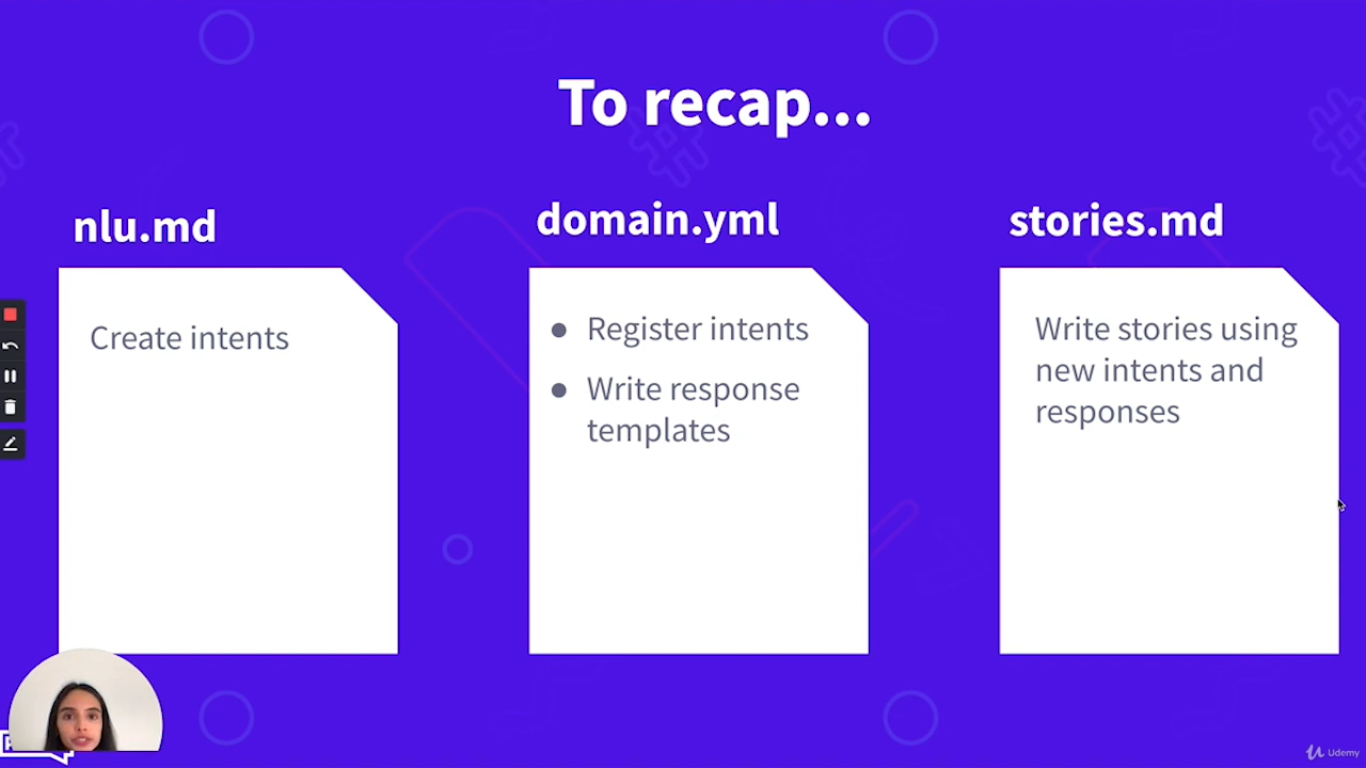 To recap...
nlu.md
Create intents
domain.yml
● Register intents
● Write response
templates
stories.md
Write stories using
new intents and
responses
Udemy